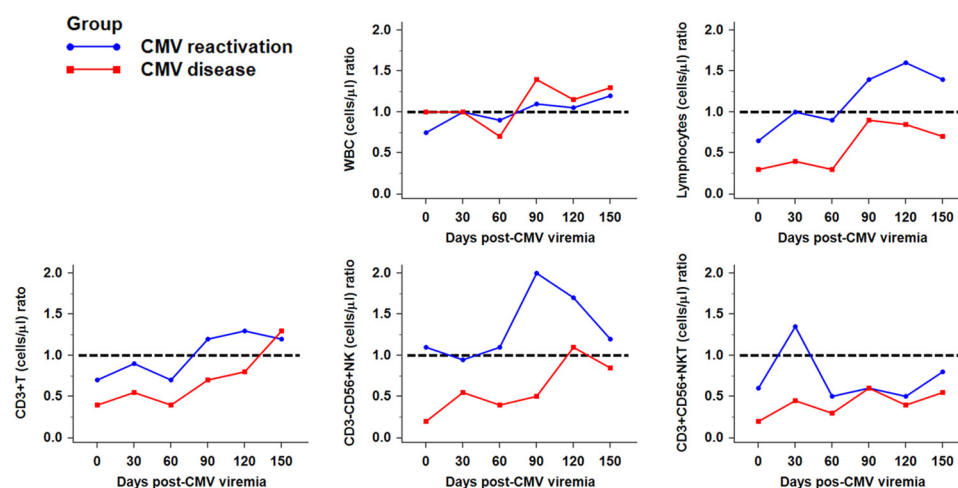 Group
CMV reactivation
CMV disease
WBC (cells/µl) ratio
2.0
1.5
1.0
0.5
0.0
0 30 60 90 120 150
Days post-CMV viremia
Lymphocytes (cells/µl) ratio
2.0
1.5
1.0
0.5
0.0
0 30 60 90 120 150
Days post-CMV viremia
CD3+T (cells/µl) rato
2.0
1.5
1.0
0.5
0.0
0 30 60 90 120 150
Days post-CMV viremia
CD3-CD56+NK (cells/µl) ratio
2.0
1.5
1.0
0.5
0.0
0 30 60 90 120 150
Days post-CMV viremia
CD3+CD56+NKT (cells/µl) ratio
2.0
1.5
1.0
0.5
0.0
0 30 60 90 120 150
Days pos-CMV viremia